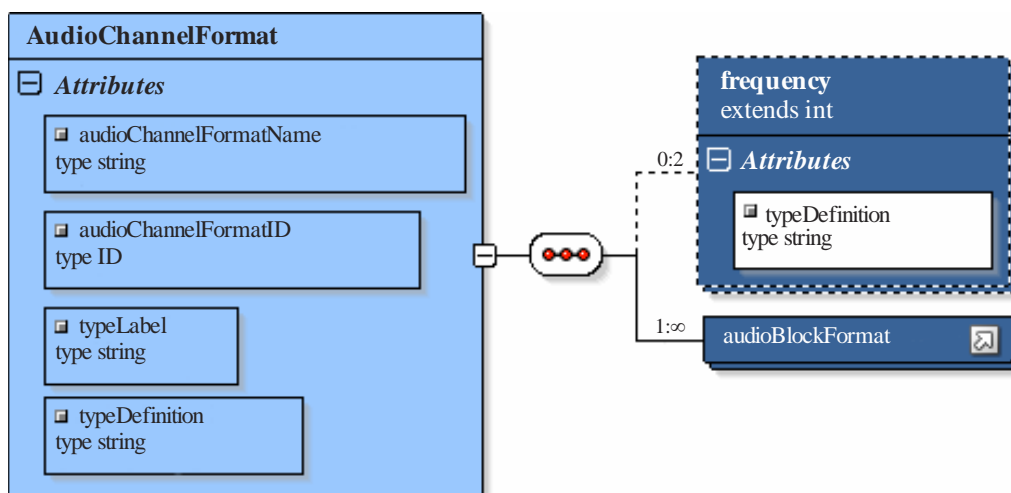 AudioChannelFormat
Attributes
audioChannelFormatName
type string
audioChannelFormatID
type ID
typeLabel
type string
typeDefinition
type string
0:2
frequency
extends int
Attributes
typeDefinition
type string
1:∞
audioBlockFormat